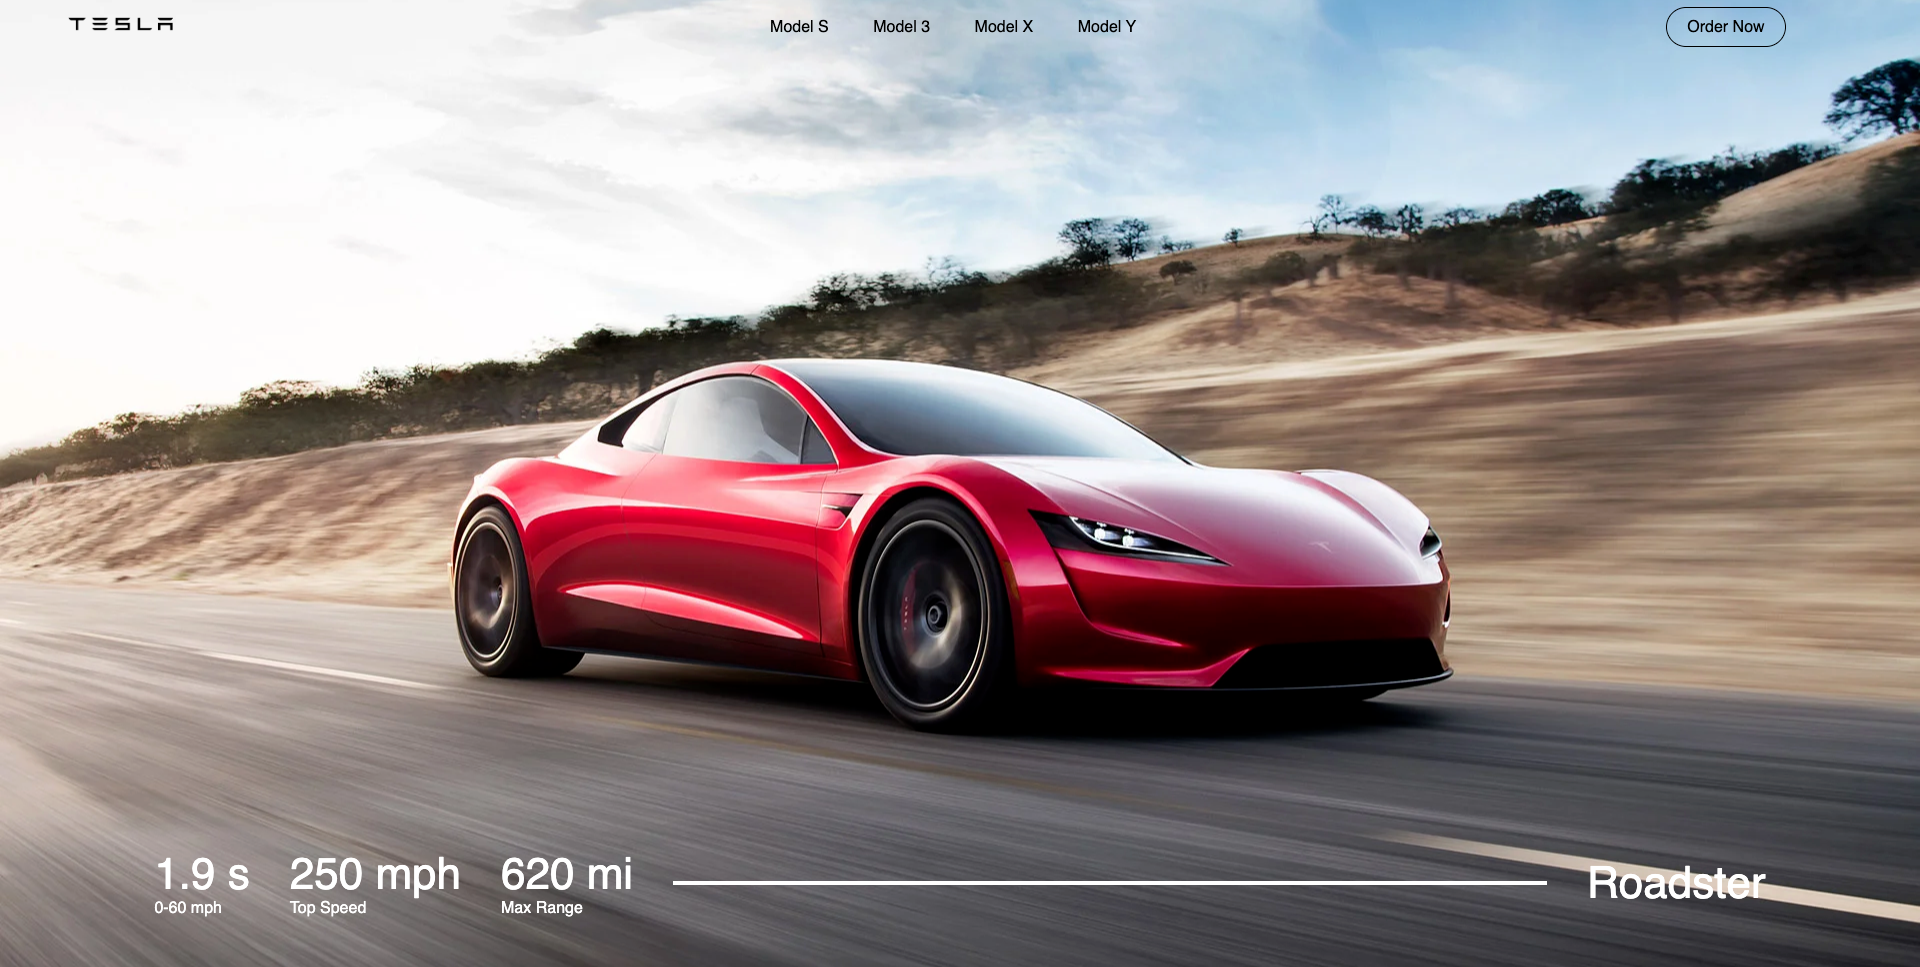 TESLA
Model S Model 3 Model X Model Y
Order Now
1.9 s 250 mph 620 mi
0-60 mph Top Speed Max Range
Roadster